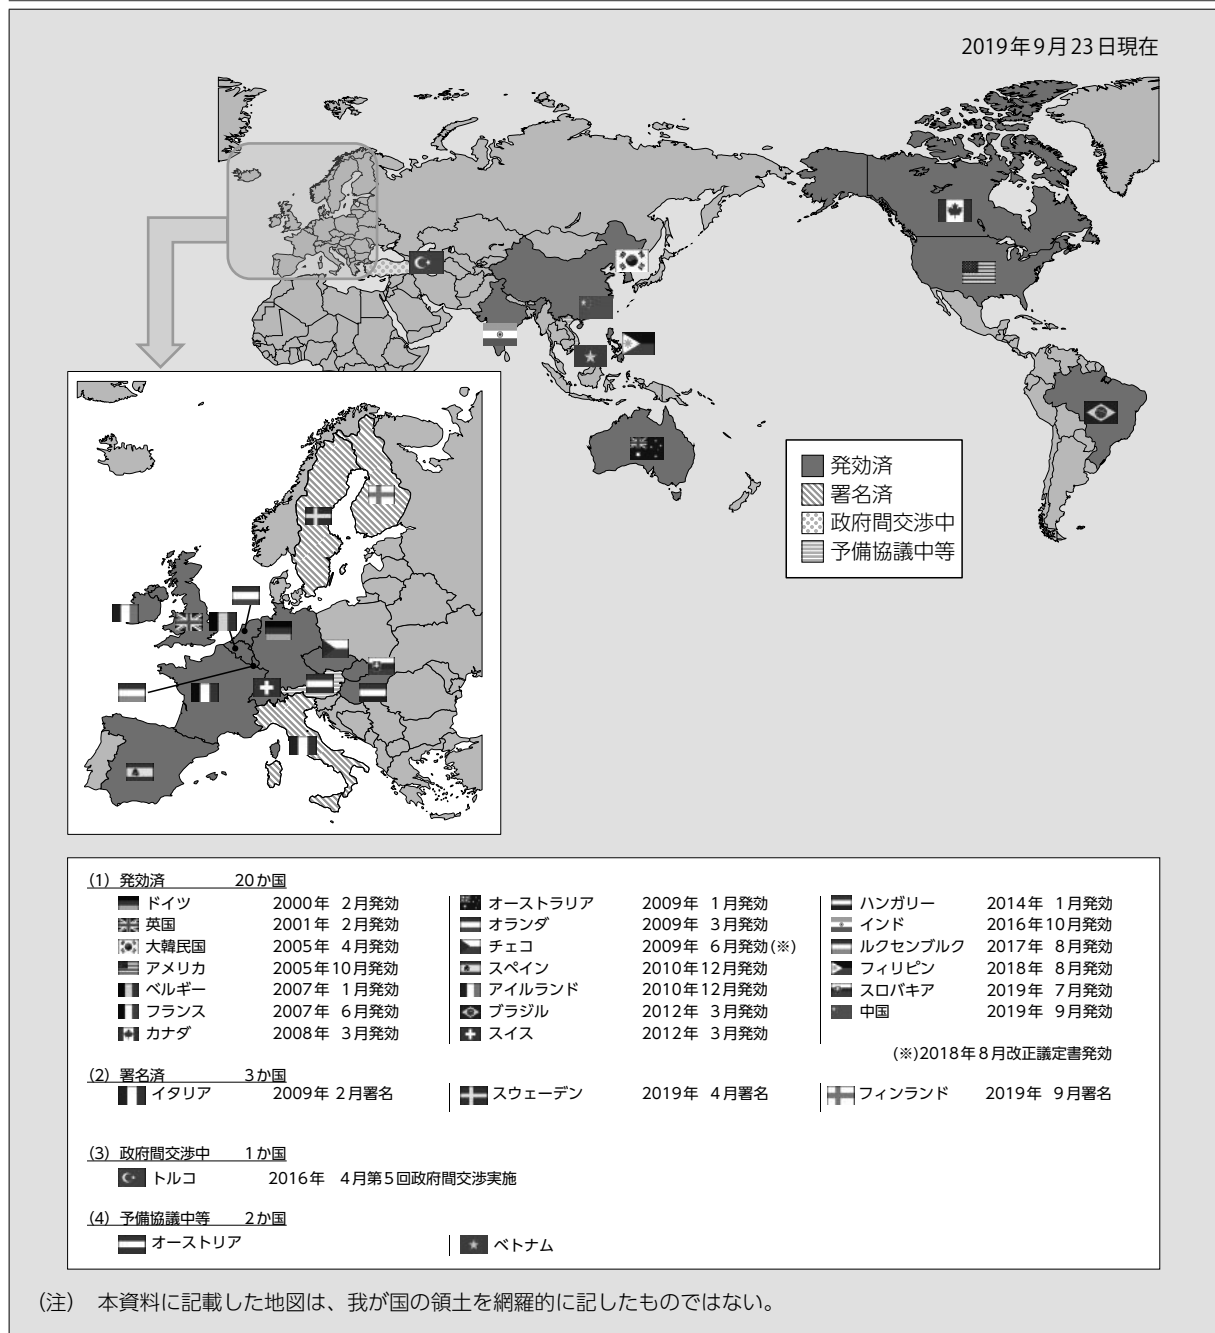 2019年9月23日現在
発効済
署名済
政府間交渉中
予備協議中等
(1) 発効済 20か国
ドイツ 2000年 2月発効
英国 2001年 2月発効
大韓民国 2005年 4月発効
アメリカ 2005年10月発効
ベルギー 2007年 1月発効
フランス 2007年 6月発効
カナダ 2008年 3月発効
オーストラリア 2009年 1月発効
オランダ 2009年 3月発効
チェコ 2009年 6月発効(※)
スペイン 2010年12月発効
アイルランド 2010年12月発効
ブラジル 2012年 3月発効
スイス 2012年 3月発効
ハンガリー 2014年 1月発効
インド 2016年10月発効
ルクセンブルク 2017年 8月発効
フィリピン 2018年 8月発効
スロバキア 2019年 7月発効
中国 2019年 9月発効
(※)2018年8月改正議定書発効
(2) 署名済 3か国
イタリア 2009年 2月署名
スウェーデン 2019年 4月署名
フィンランド 2019年 9月署名
(3) 政府間交渉中 1か国
トルコ 2016年 4月第5回政府間交渉実施
(4) 予備協議中等 2か国
オーストリア
ベトナム
(注) 本資料に記載した地図は、我が国の領土を網羅的に記したものではない。